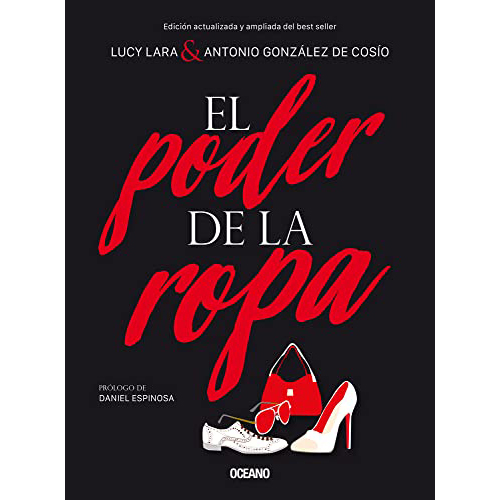 Edición actualizada y ampliada del best seller
LUCY LARA & ANTONIO GONZÁLEZ DE COSÍO
EL
poder
DE LA
ropa
PRÓLOGO DE
DANIEL ESPINOSA
OCEANO